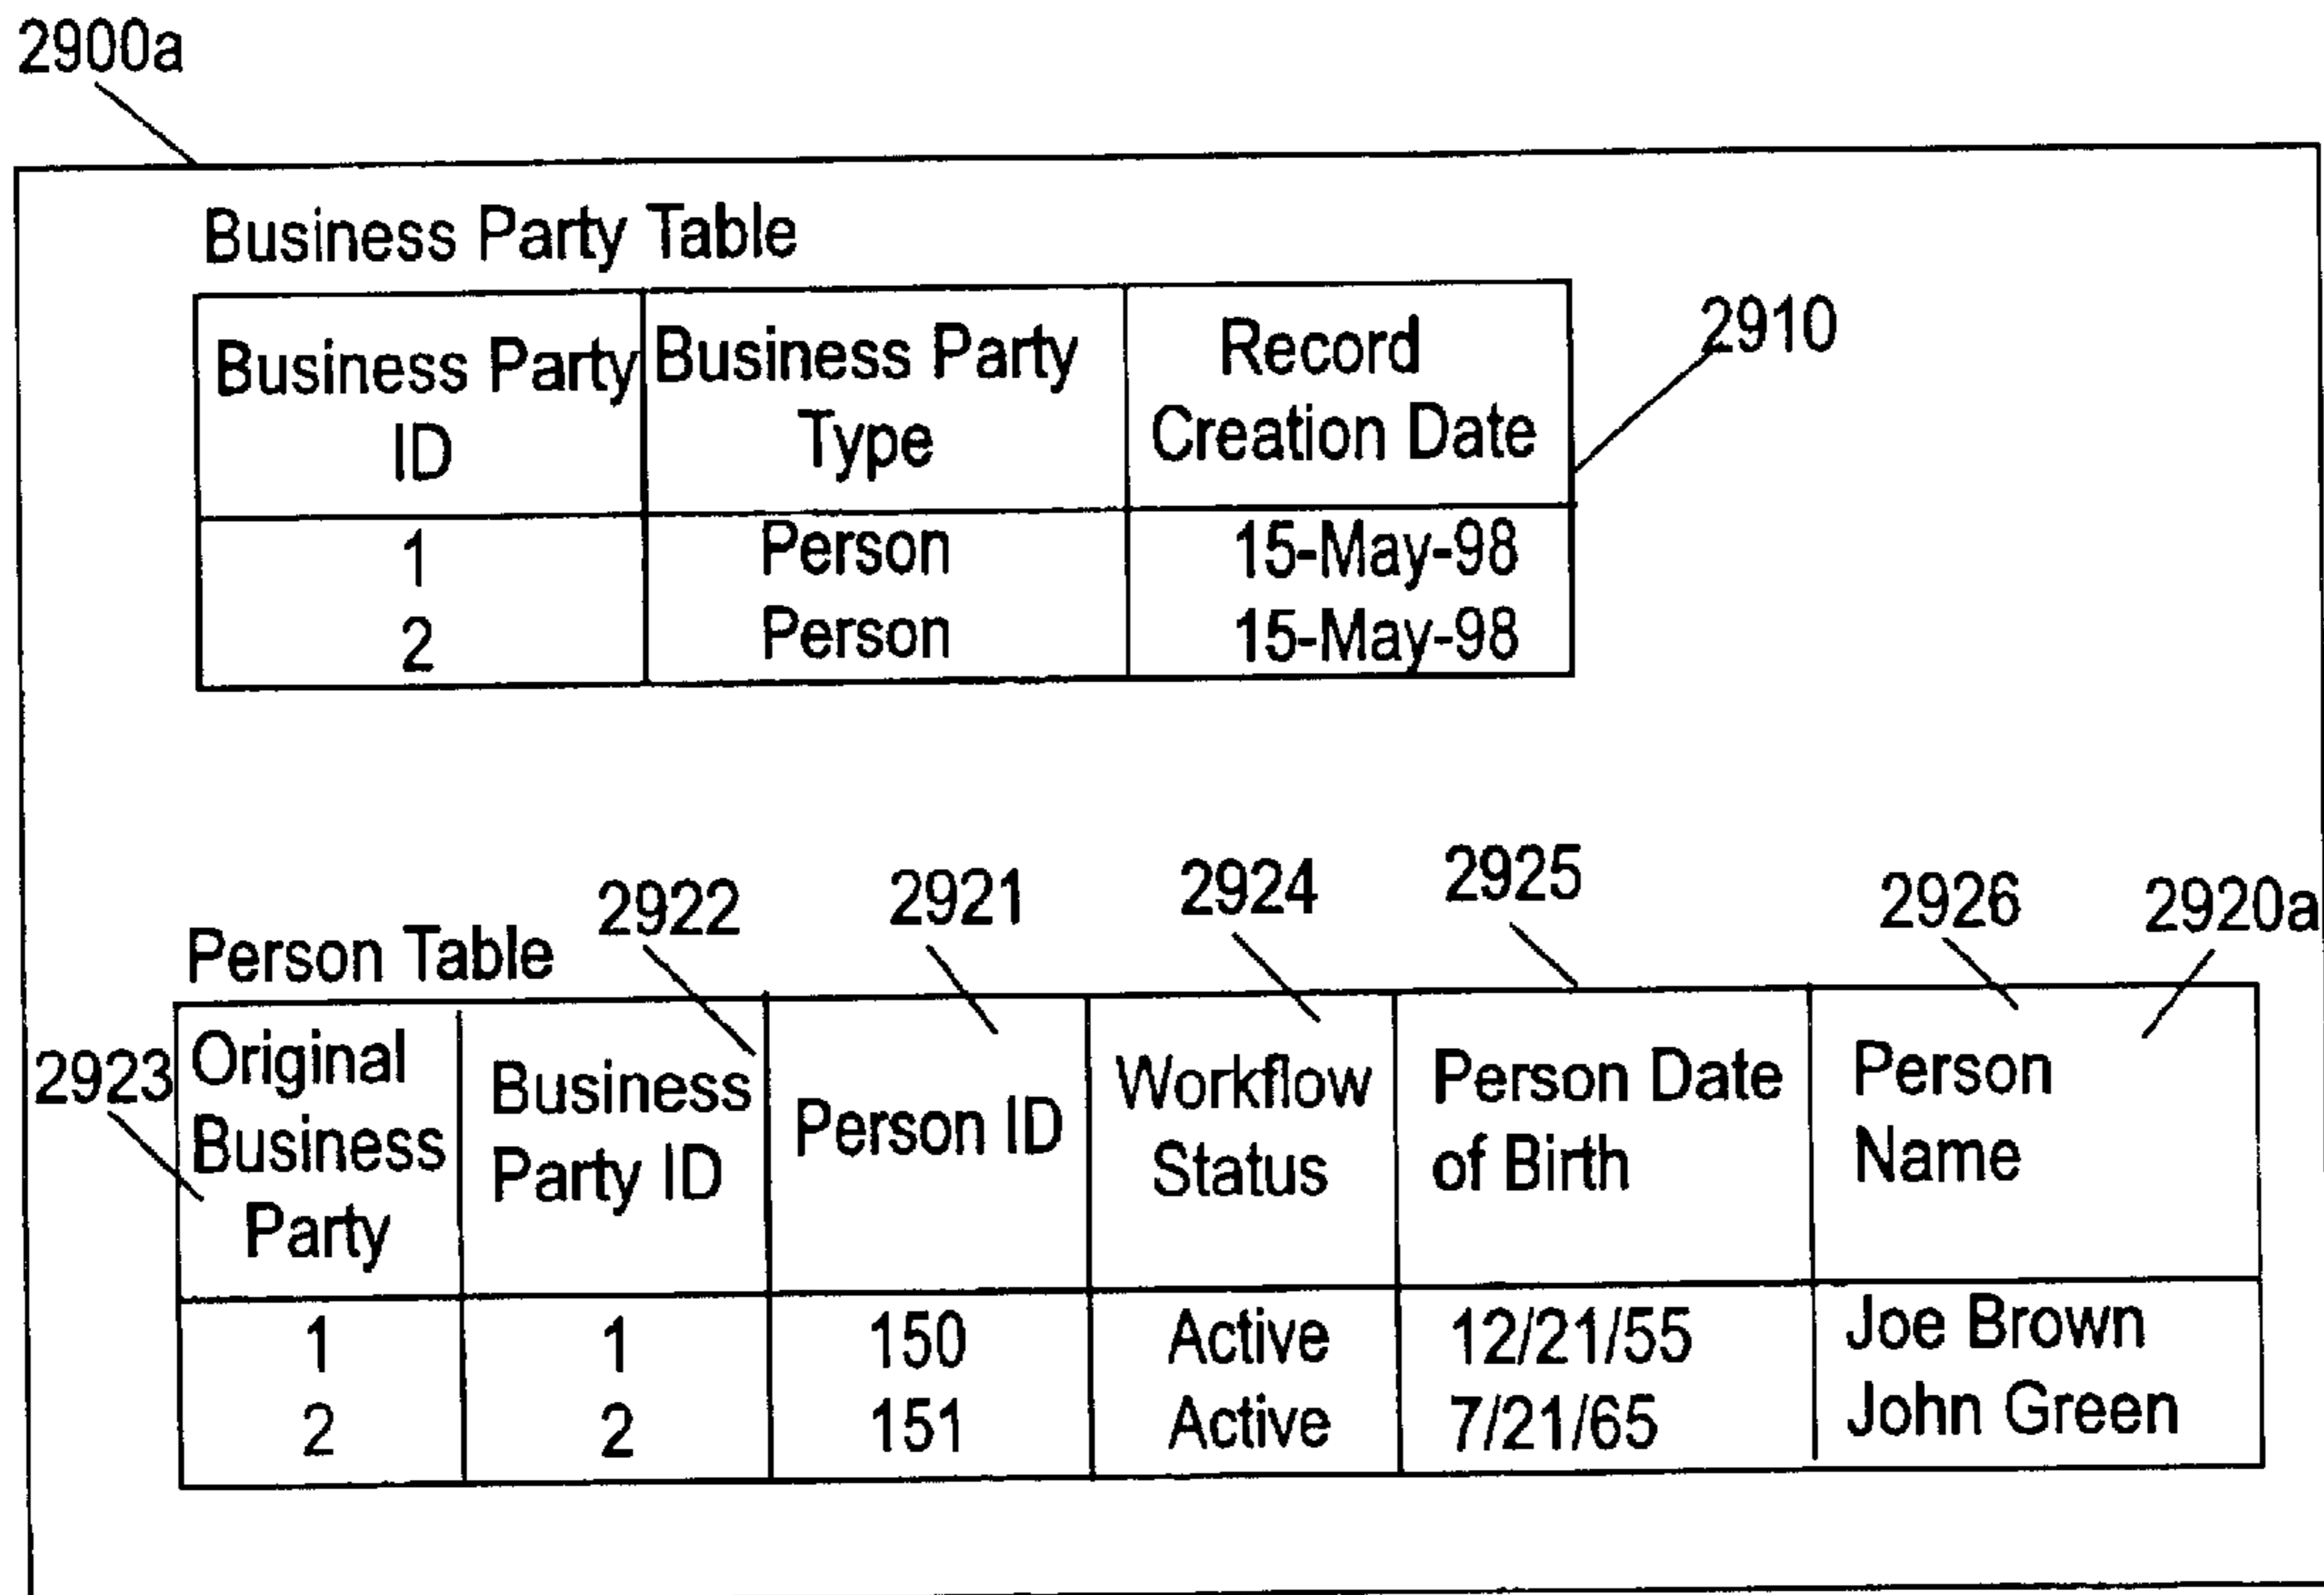 2900a
Business Party Table
Business Party ID Business Party Type Record Creation Date
2910
1 Person 15-May-98
2 Person 15-May-98
Person Table 2922 2921 2924 2925 2926 2920a
2923 Original Business Party Business Party ID Person ID Workflow Status Person Date of Birth Person Name
1 1 150 Active 12/21/55 Joe Brown
2 2 151 Active 7/21/65 John Green